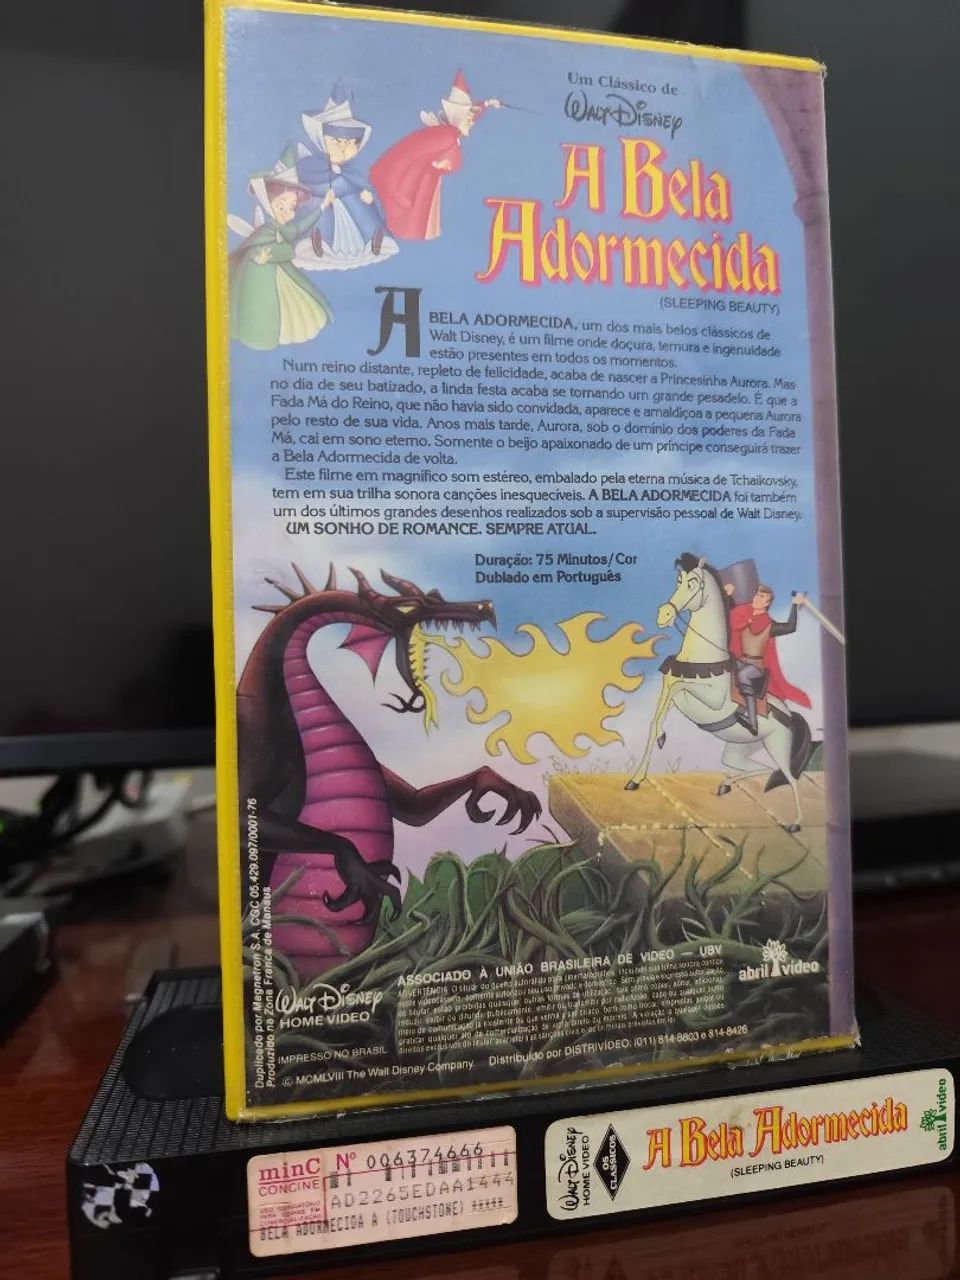 Um Clássico de
WALT DISNEY
A Bela
Adormecida
(SLEEPING BEAUTY)
A BELA ADORMECIDA, um dos mais belos clássicos de
Walt Disney, é um filme onde doçura, ternura e ingenuidade
estão presentes em todos os momentos.
Num reino distante, repleto de felicidade, acaba de nascer a Princesinha Aurora. Mas
no dia de seu batizado, a linda festa acaba se tornando um grande pesadelo. É que a
Fada Má do Reino, que não havia sido convidada, aparece e amaldiçoa a pequena Aurora
pelo resto de sua vida. Anos mais tarde, Aurora, sob o domínio dos poderes da Fada
Má, cai em sono eterno. Somente o beijo apaixonado de um príncipe conseguirá trazer
a Bela Adormecida de volta.
Este filme em magnífico som estéreo, embalado pela eterna música de Tchaikovsky,
tem em sua trilha sonora canções inesquecíveis. A BELA ADORMECIDA foi também
um dos últimos grandes desenhos realizados sob a supervisão pessoal de Walt Disney.
UM SONHO DE ROMANCE. SEMPRE ATUAL.
Duração: 75 Minutos/Cor
Dublado em Português
Duplicado por Magnetron S.A. CGC 05.429.097/0001-76
Produzido na Zona Franca de Manaus
WALT DISNEY
HOME VIDEO
IMPRESSO NO BRASIL
© MCMLVIII The Walt Disney Company
ASSOCIADO À UNIÃO BRASILEIRA DE VÍDEO - UBV
abril vídeo
Distribuído por DISTRIVÍDEO: (011) 814-8803 e 814-8426
minC
CONCINE
Nº 006374666
AD2265EDAA1444
BELA ADORMECIDA A (TOUCHSTONE) *****
WALT DISNEY
HOME VIDEO
OS
CLÁSSICOS
A Bela Adormecida
(SLEEPING BEAUTY)
abril vídeo